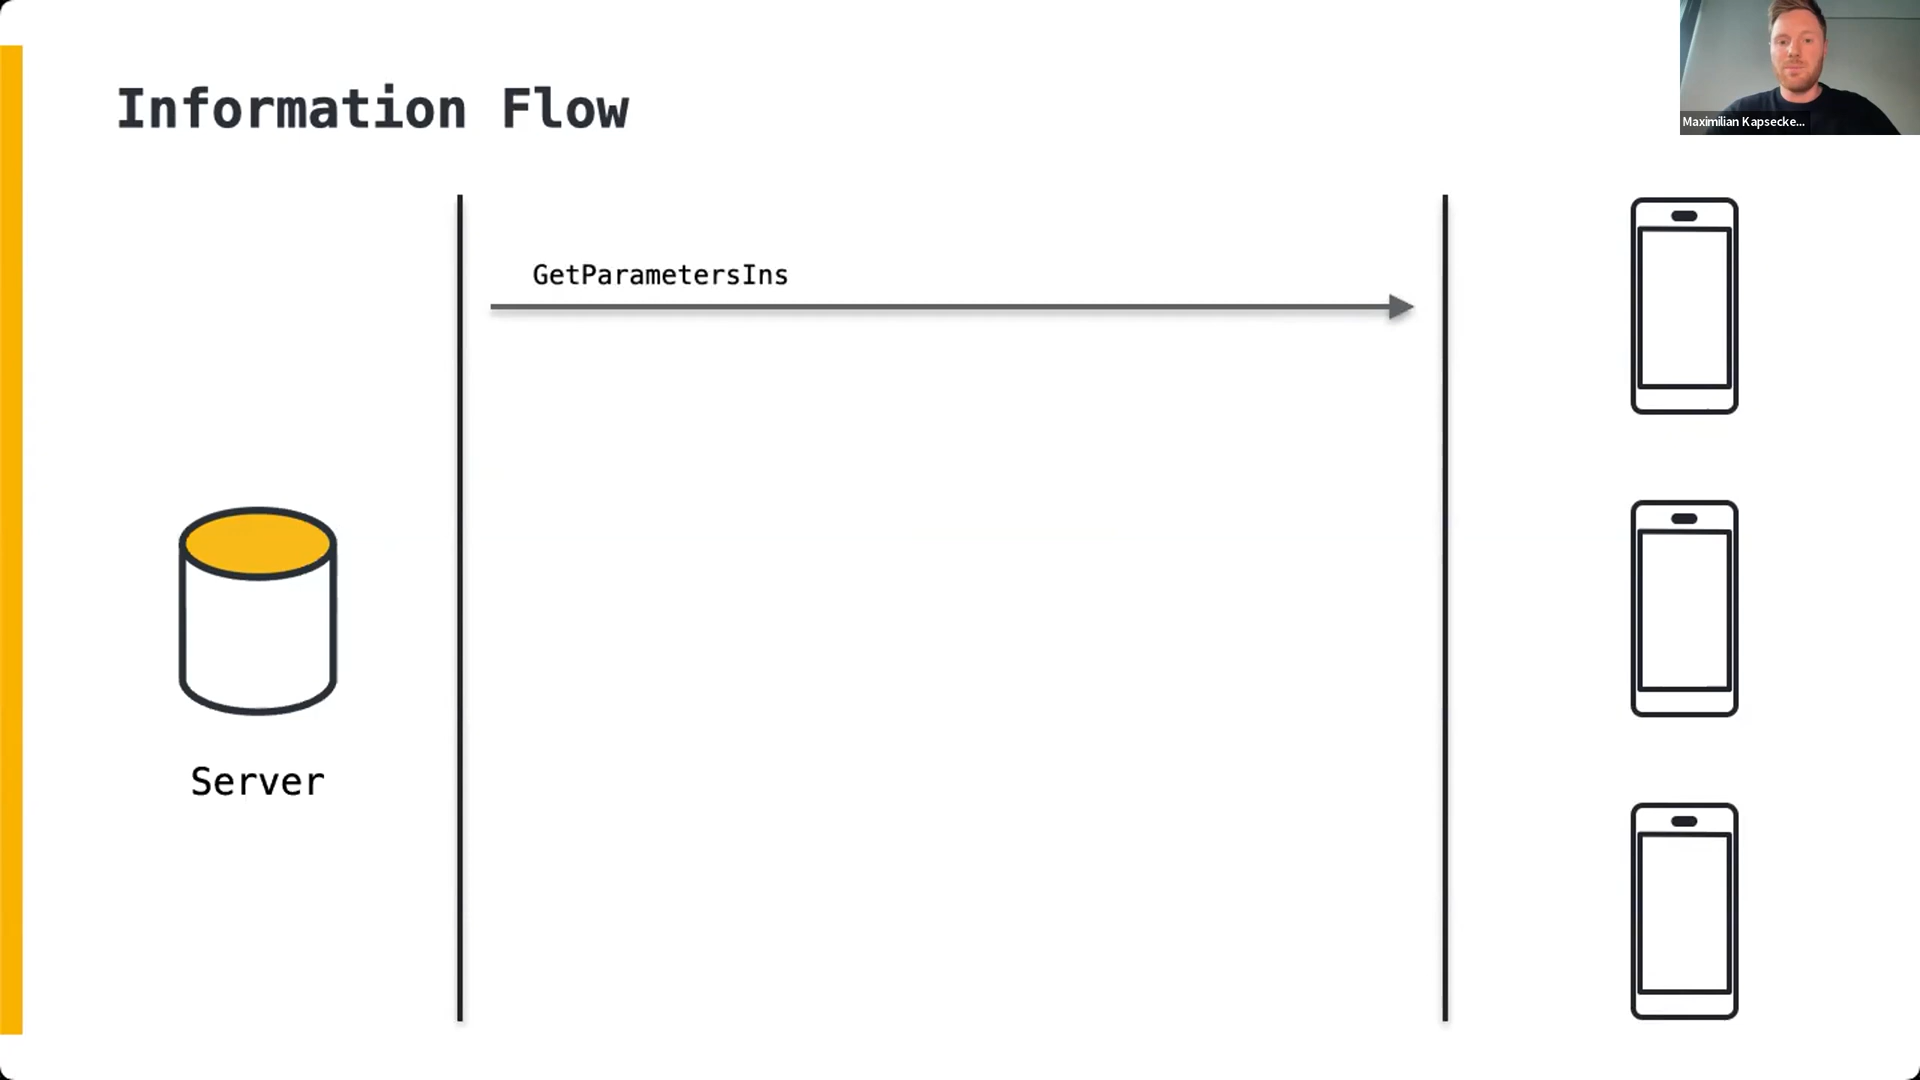 Information Flow
Maximilian Kapsecke...
GetParametersIns
Server